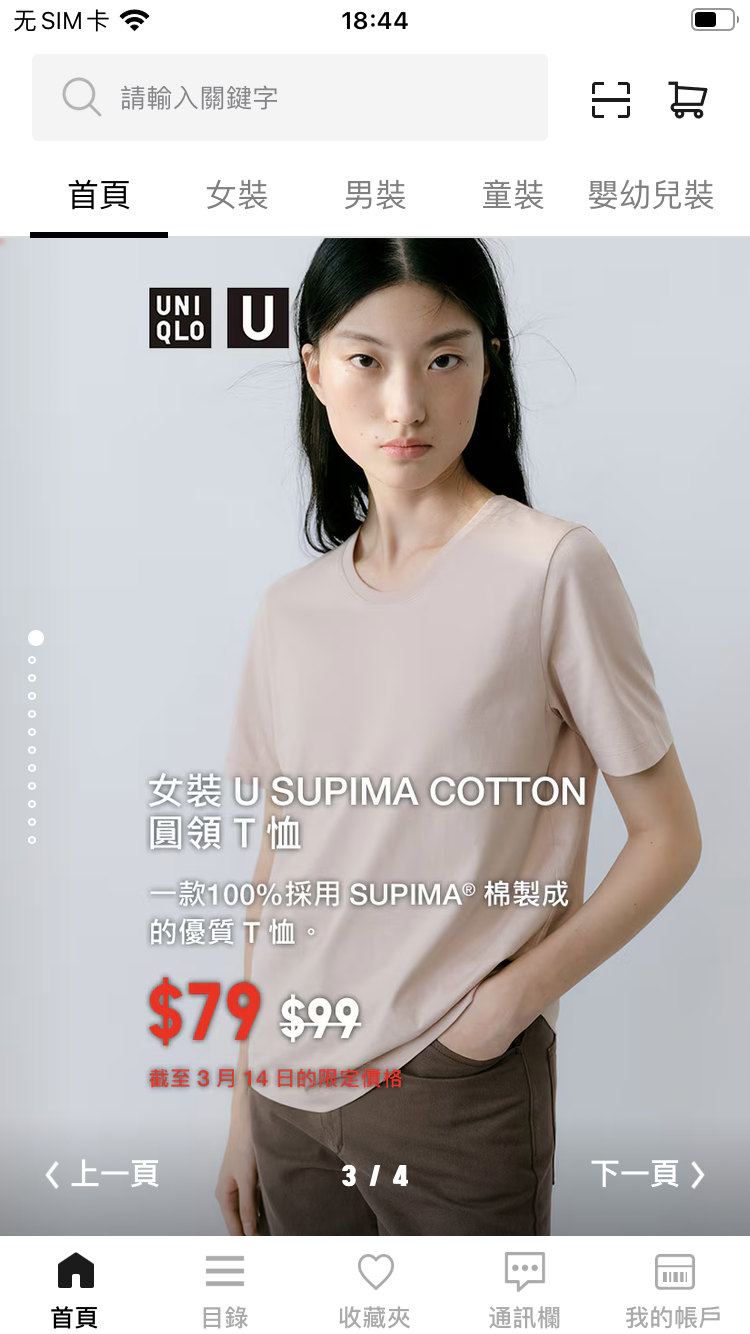 无SIM卡
18:44
請輸入關鍵字
首頁 女裝 男裝 童裝 嬰幼兒裝
UNI
QLO
U
女裝 U SUPIMA COTTON
圓領 T 恤
一款100%採用 SUPIMA® 棉製成
的優質 T 恤。
$79 $99
截至 3 月 14 日的限定價格
上一頁 3 / 4 下一頁
首頁 目錄 收藏夾 通訊欄 我的帳戶